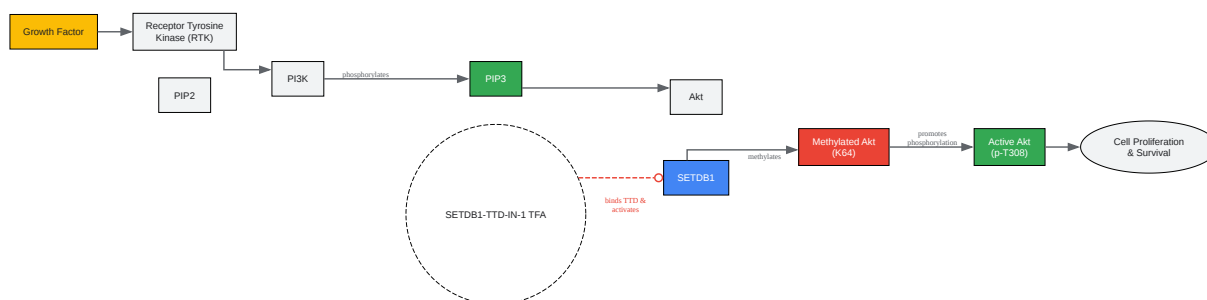 Growth Factor
Receptor Tyrosine
Kinase (RTK)
PIP2
PI3K
phosphorylates
PIP3
Akt
SETDB1-TTD-IN-1 TFA
binds TTD &
activates
SETDB1
methylates
Methylated Akt
(K64)
promotes
phosphorylation
Active Akt
(p-T308)
Cell Proliferation
& Survival